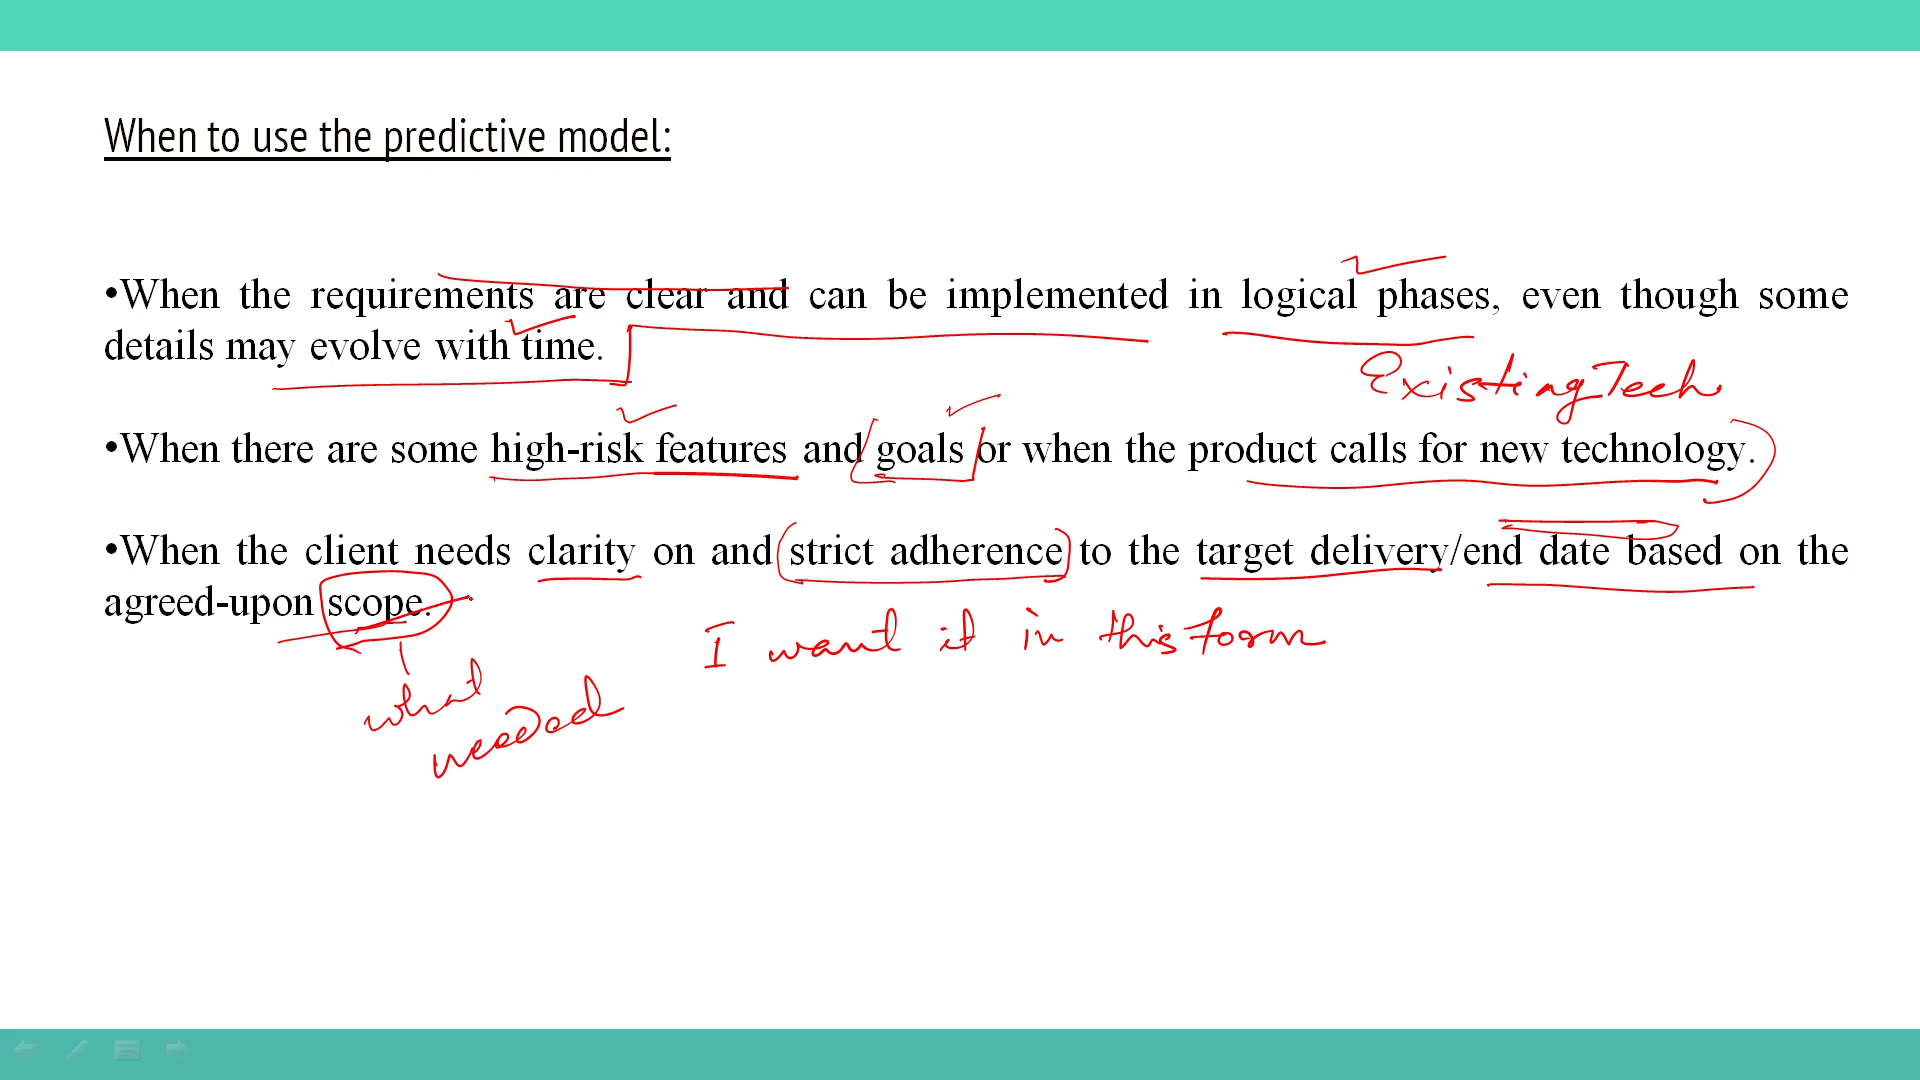 When to use the predictive model:
•When the requirements are clear and can be implemented in logical phases, even though some
details may evolve with time.
Existing Tech
•When there are some high-risk features and goals or when the product calls for new technology.
•When the client needs clarity on and strict adherence to the target delivery/end date based on the
agreed-upon scope.
I want it in this form
what
needed